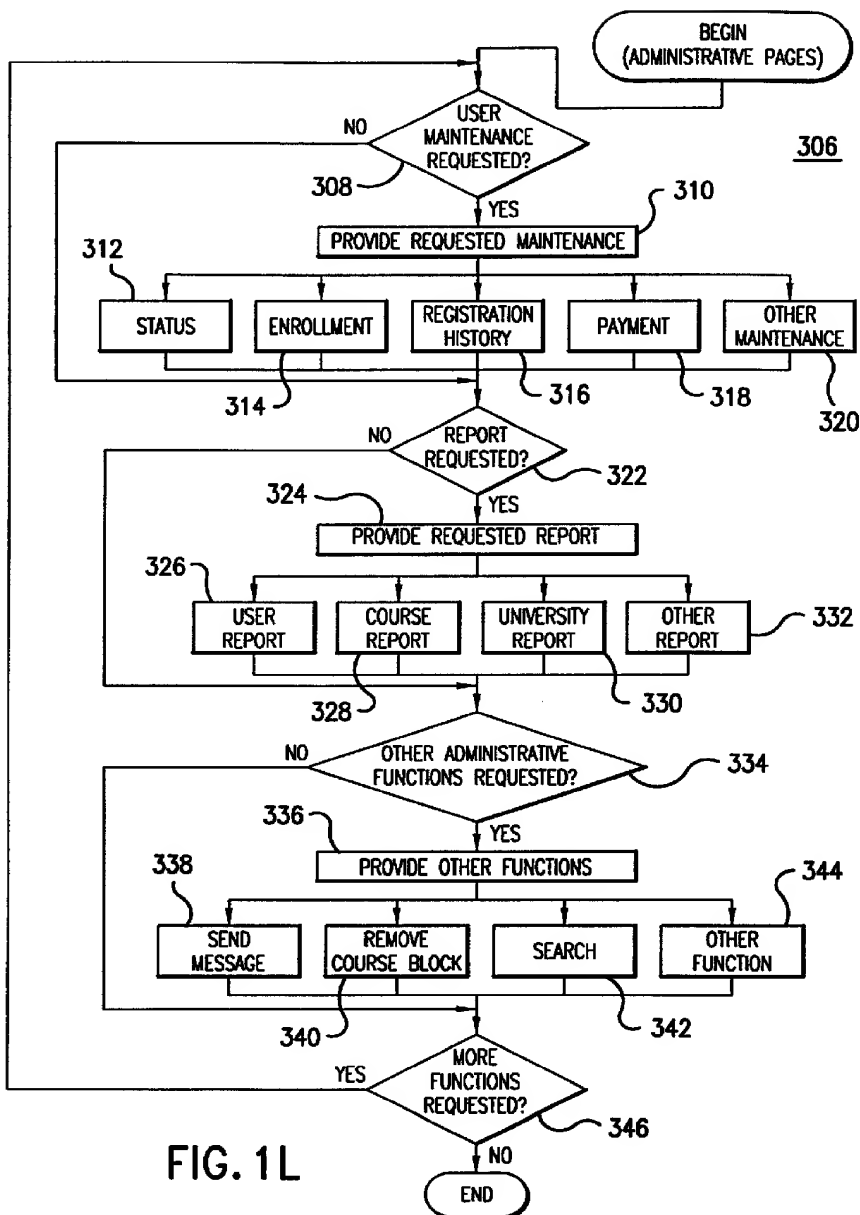 BEGIN
(ADMINISTRATIVE PAGES)
306
USER
MAINTENANCE
REQUESTED?
NO
308
YES
310
PROVIDE REQUESTED MAINTENANCE
312
STATUS
ENROLLMENT
REGISTRATION
HISTORY
PAYMENT
OTHER
MAINTENANCE
314
316
318
320
REPORT
REQUESTED?
NO
322
YES
324
PROVIDE REQUESTED REPORT
326
USER
REPORT
COURSE
REPORT
UNIVERSITY
REPORT
OTHER
REPORT
332
328
330
OTHER ADMINISTRATIVE
FUNCTIONS REQUESTED?
NO
334
YES
336
PROVIDE OTHER FUNCTIONS
338
344
SEND
MESSAGE
REMOVE
COURSE BLOCK
SEARCH
OTHER
FUNCTION
340
342
MORE
FUNCTIONS
REQUESTED?
YES
346
NO
END
FIG. 1L